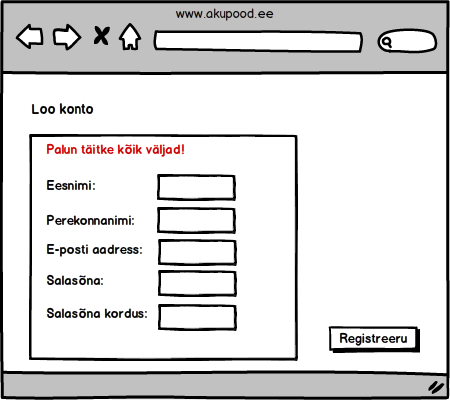 www.akupood.ee
Loo konto
Palun täitke kõik väljad!
Eesnimi:
Perekonnanimi:
E-posti aadress:
Salasõna:
Salasõna kordus:
Registreeru